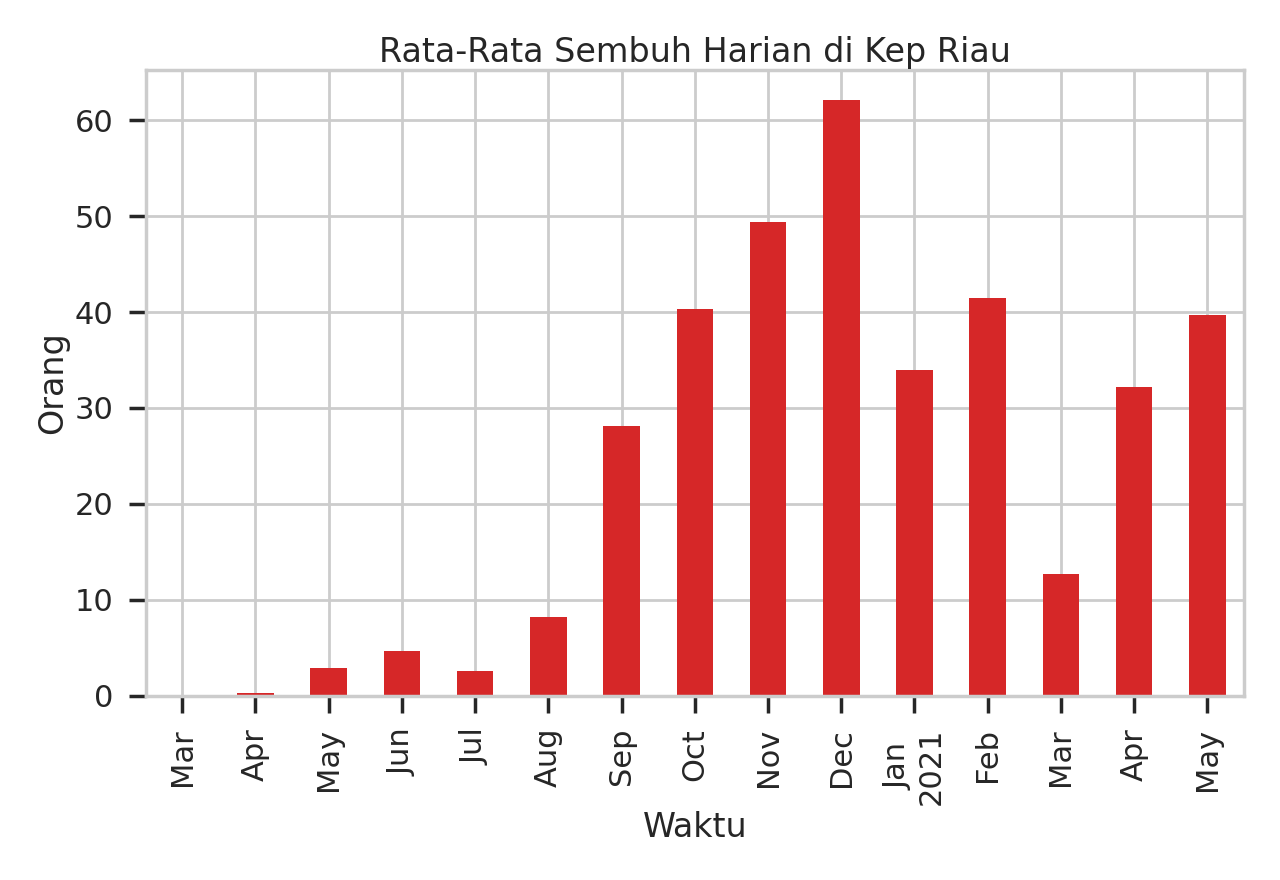 Rata-Rata Sembuh Harian di Kep Riau
Orang
60
50
40
30
20
10
0
Mar
Apr
May
Jun
Jul
Aug
Sep
Oct
Nov
Dec
Jan
2021
Feb
Mar
Apr
May
Waktu